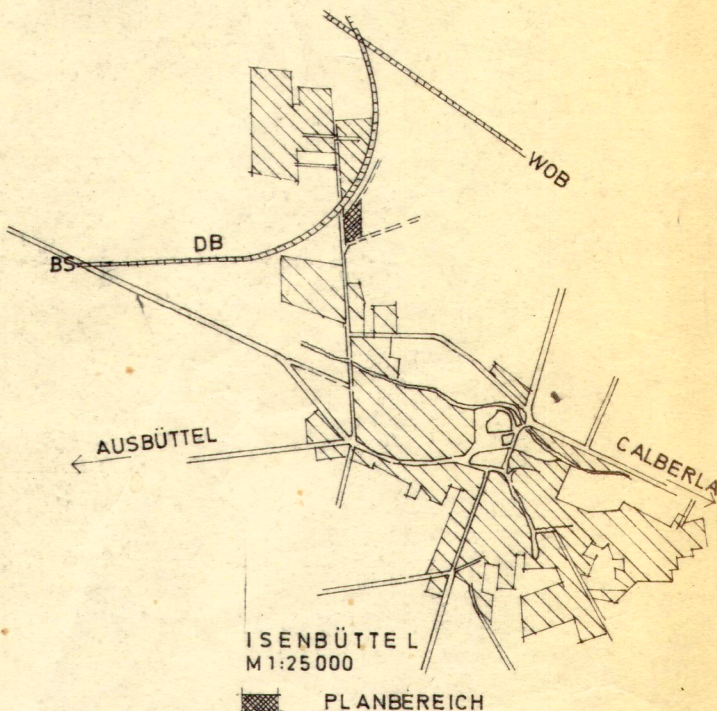 WOB
DB
BS
AUSBÜTTEL
CALBERLA
ISENBÜTTEL
M 1:25000
PLANBEREICH